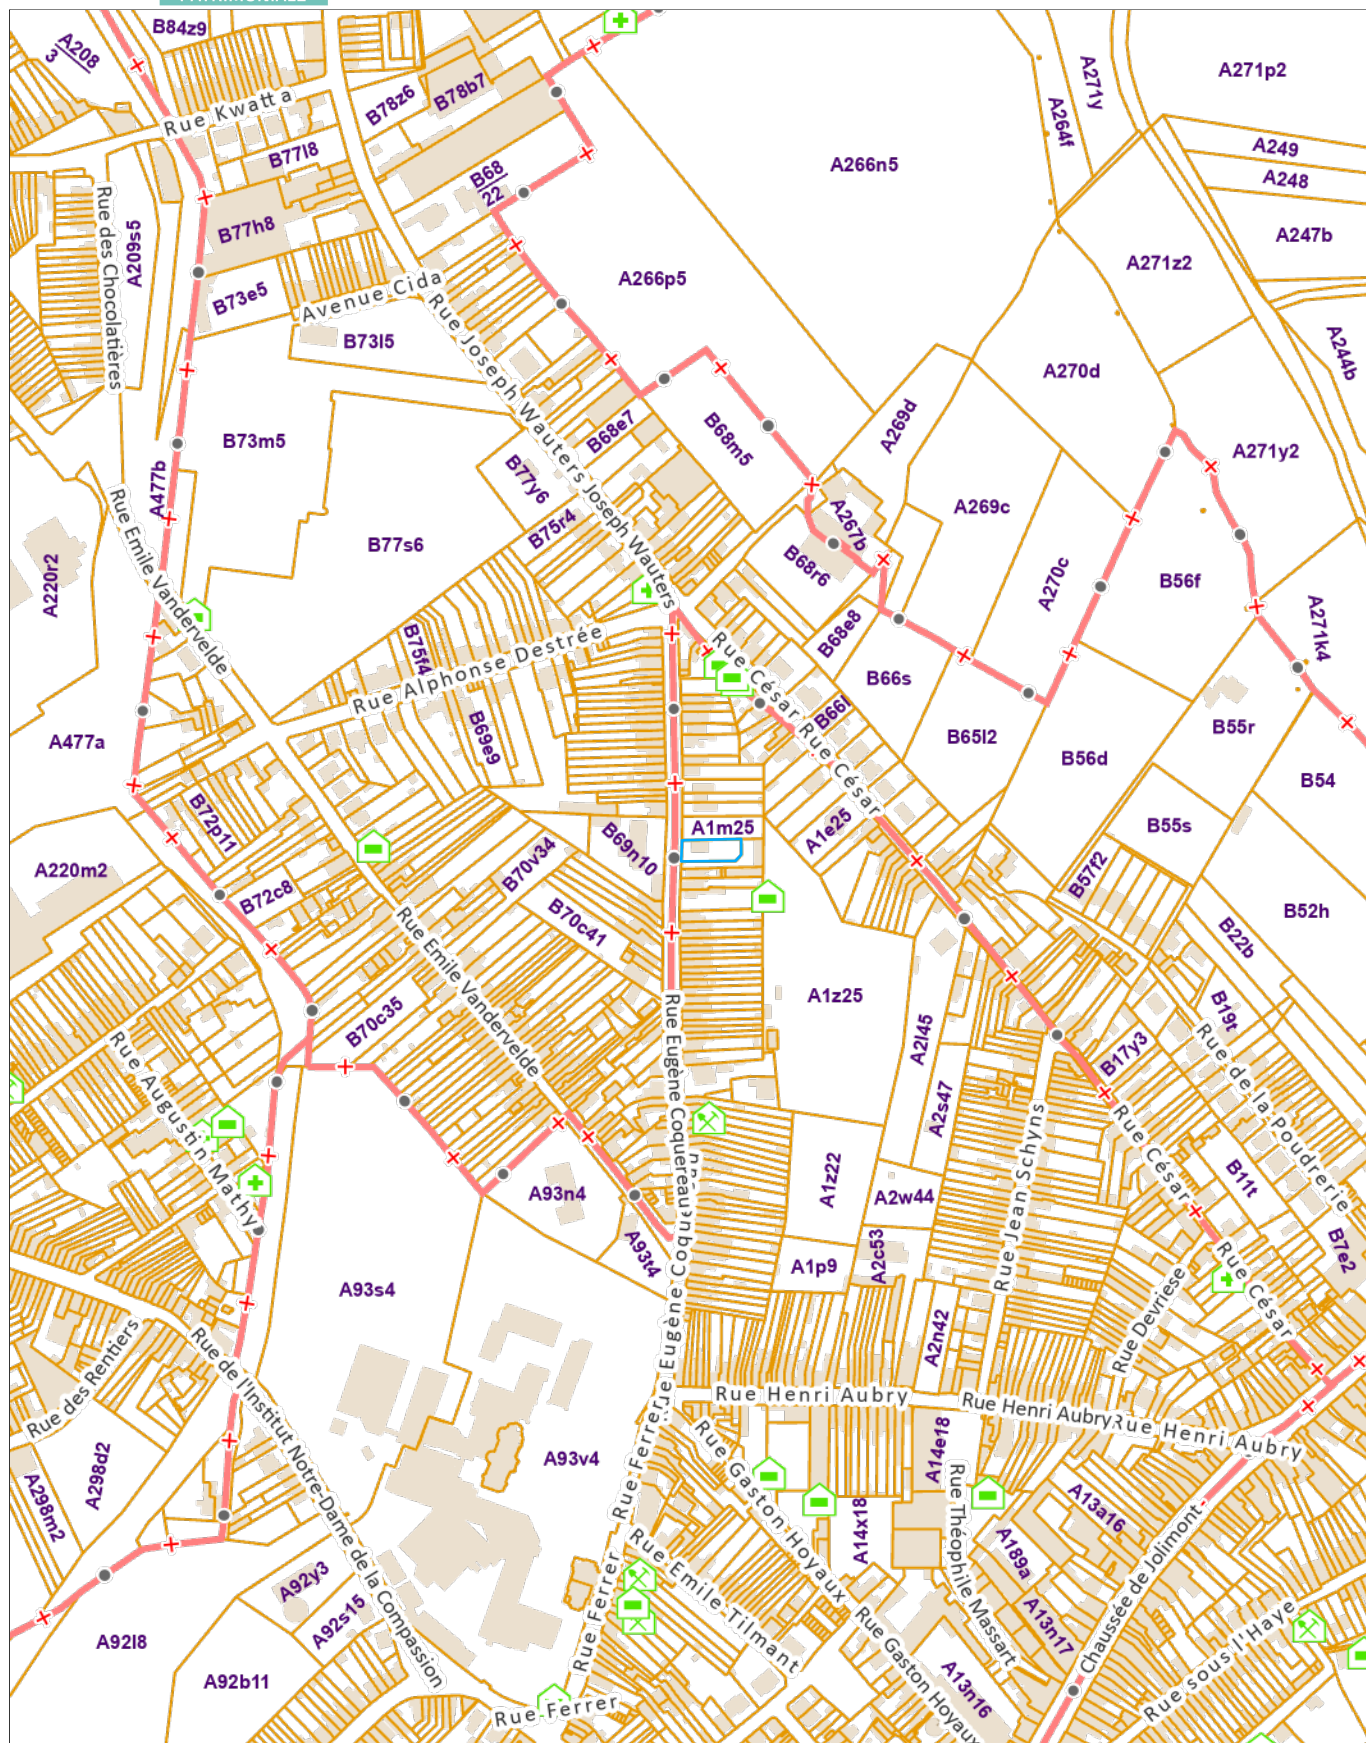 B84z9
A208
3
Rue Kwatta
B78z6
B78b7
B77l8
B68
22
B77h8
Rue des Chocolatières
A209s5
B73e5
Avenue Cida
B73l5
A266n5
A266p5
A271y
A264f
A271p2
A249
A248
A247b
A271z2
A244b
A270d
Rue Joseph Wauters
Joseph Wauters
B68e7
B68m5
A269d
B73m5
A477b
B77y6
B75r4
B77s6
A271y2
A269c
A267b
B68r6
A270c
B56f
A220r2
Rue Emile Vandervelde
A271k4
B68e8
B75f4
Rue Alphonse Destrée
B66s
Rue César
Rue César
B66l
B69e9
B65l2
B56d
B55r
B54
A477a
B72p11
A1m25
A1e25
B55s
B69n10
B70v34
A220m2
B72c8
B57f2
B70c41
B22b
B52h
Rue Emile Vandervelde
A1z25
B70c35
A2l45
B19t
B17y3
Rue Augustin Mathy
Rue Eugène Coquereau
A2s47
Rue de la Poudrerie
Rue Jean Schyns
Rue César
B11t
A1z22
A2w44
A93n4
A93t4
A2c53
A1p9
B7e2
Rue César
A93s4
Rue Devriese
A2n42
Rue des Rentiers
Rue de l'Institut Notre-Dame de la Compassion
Rue Henri Aubry
Rue Henri Aubry
Rue Henri Aubry
A298d2
A298m2
A93v4
Rue Ferrer
Rue Gaston Hoyaux
A14e18
A14x18
Rue Théophile Massart
A13a16
A189a
A13n17
Chaussée de Jolimont
A92y3
A92s15
Rue Emile Tilmant
A92l8
A92b11
Rue Ferrer
Rue Ferrer
Rue Gaston Hoyaux
A13n16
Rue sous l'Haye